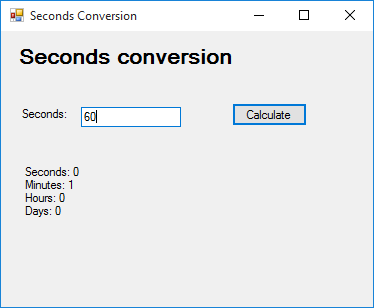 Seconds Conversion
Seconds conversion
Seconds: 60 Calculate
Seconds: 0
Minutes: 1
Hours: 0
Days: 0